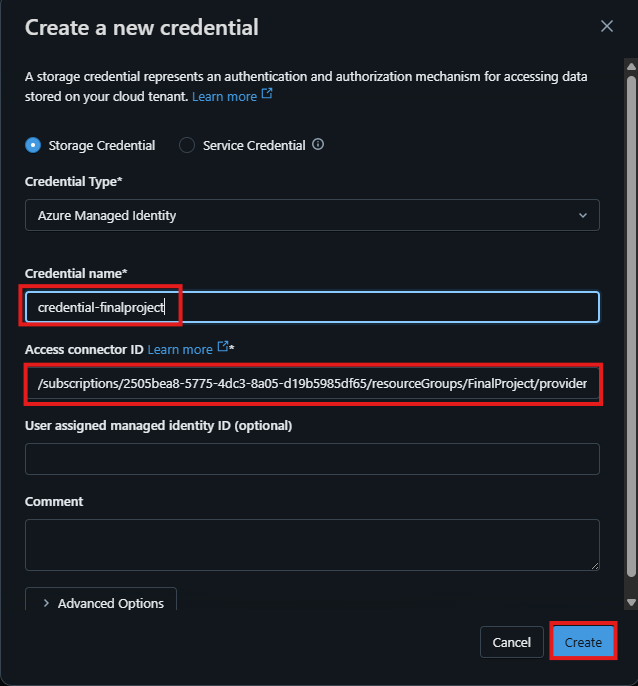 Create a new credential
A storage credential represents an authentication and authorization mechanism for accessing data
stored on your cloud tenant. Learn more
Storage Credential
Service Credential
Credential Type*
Azure Managed Identity
Credential name*
credential-finalproject
Access connector ID Learn more *
/subscriptions/2505bea8-5775-4dc3-8a05-d19b5985df65/resourceGroups/FinalProject/provider
User assigned managed identity ID (optional)
Comment
Advanced Options
Cancel
Create